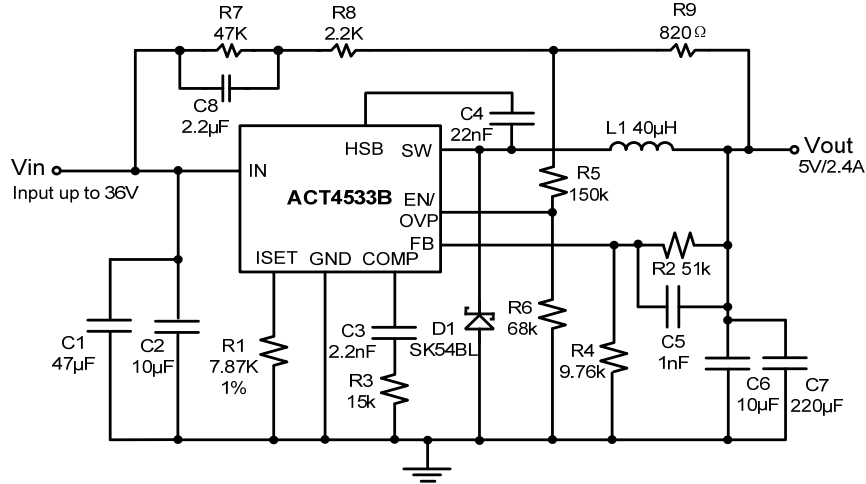 R7
47K
R8
2.2K
R9
820Ω
C8
2.2µF
C4
22nF
L1 40µH
HSB
SW
Vin
Input up to 36V
IN
ACT4533B
EN/
OVP
FB
ISET GND COMP
R5
150k
Vout
5V/2.4A
R2 51k
C5
1nF
C1
47µF
C2
10µF
R1
7.87K
1%
C3
2.2nF
R3
15k
D1
SK54BL
R6
68k
R4
9.76k
C6
10µF
C7
220µF